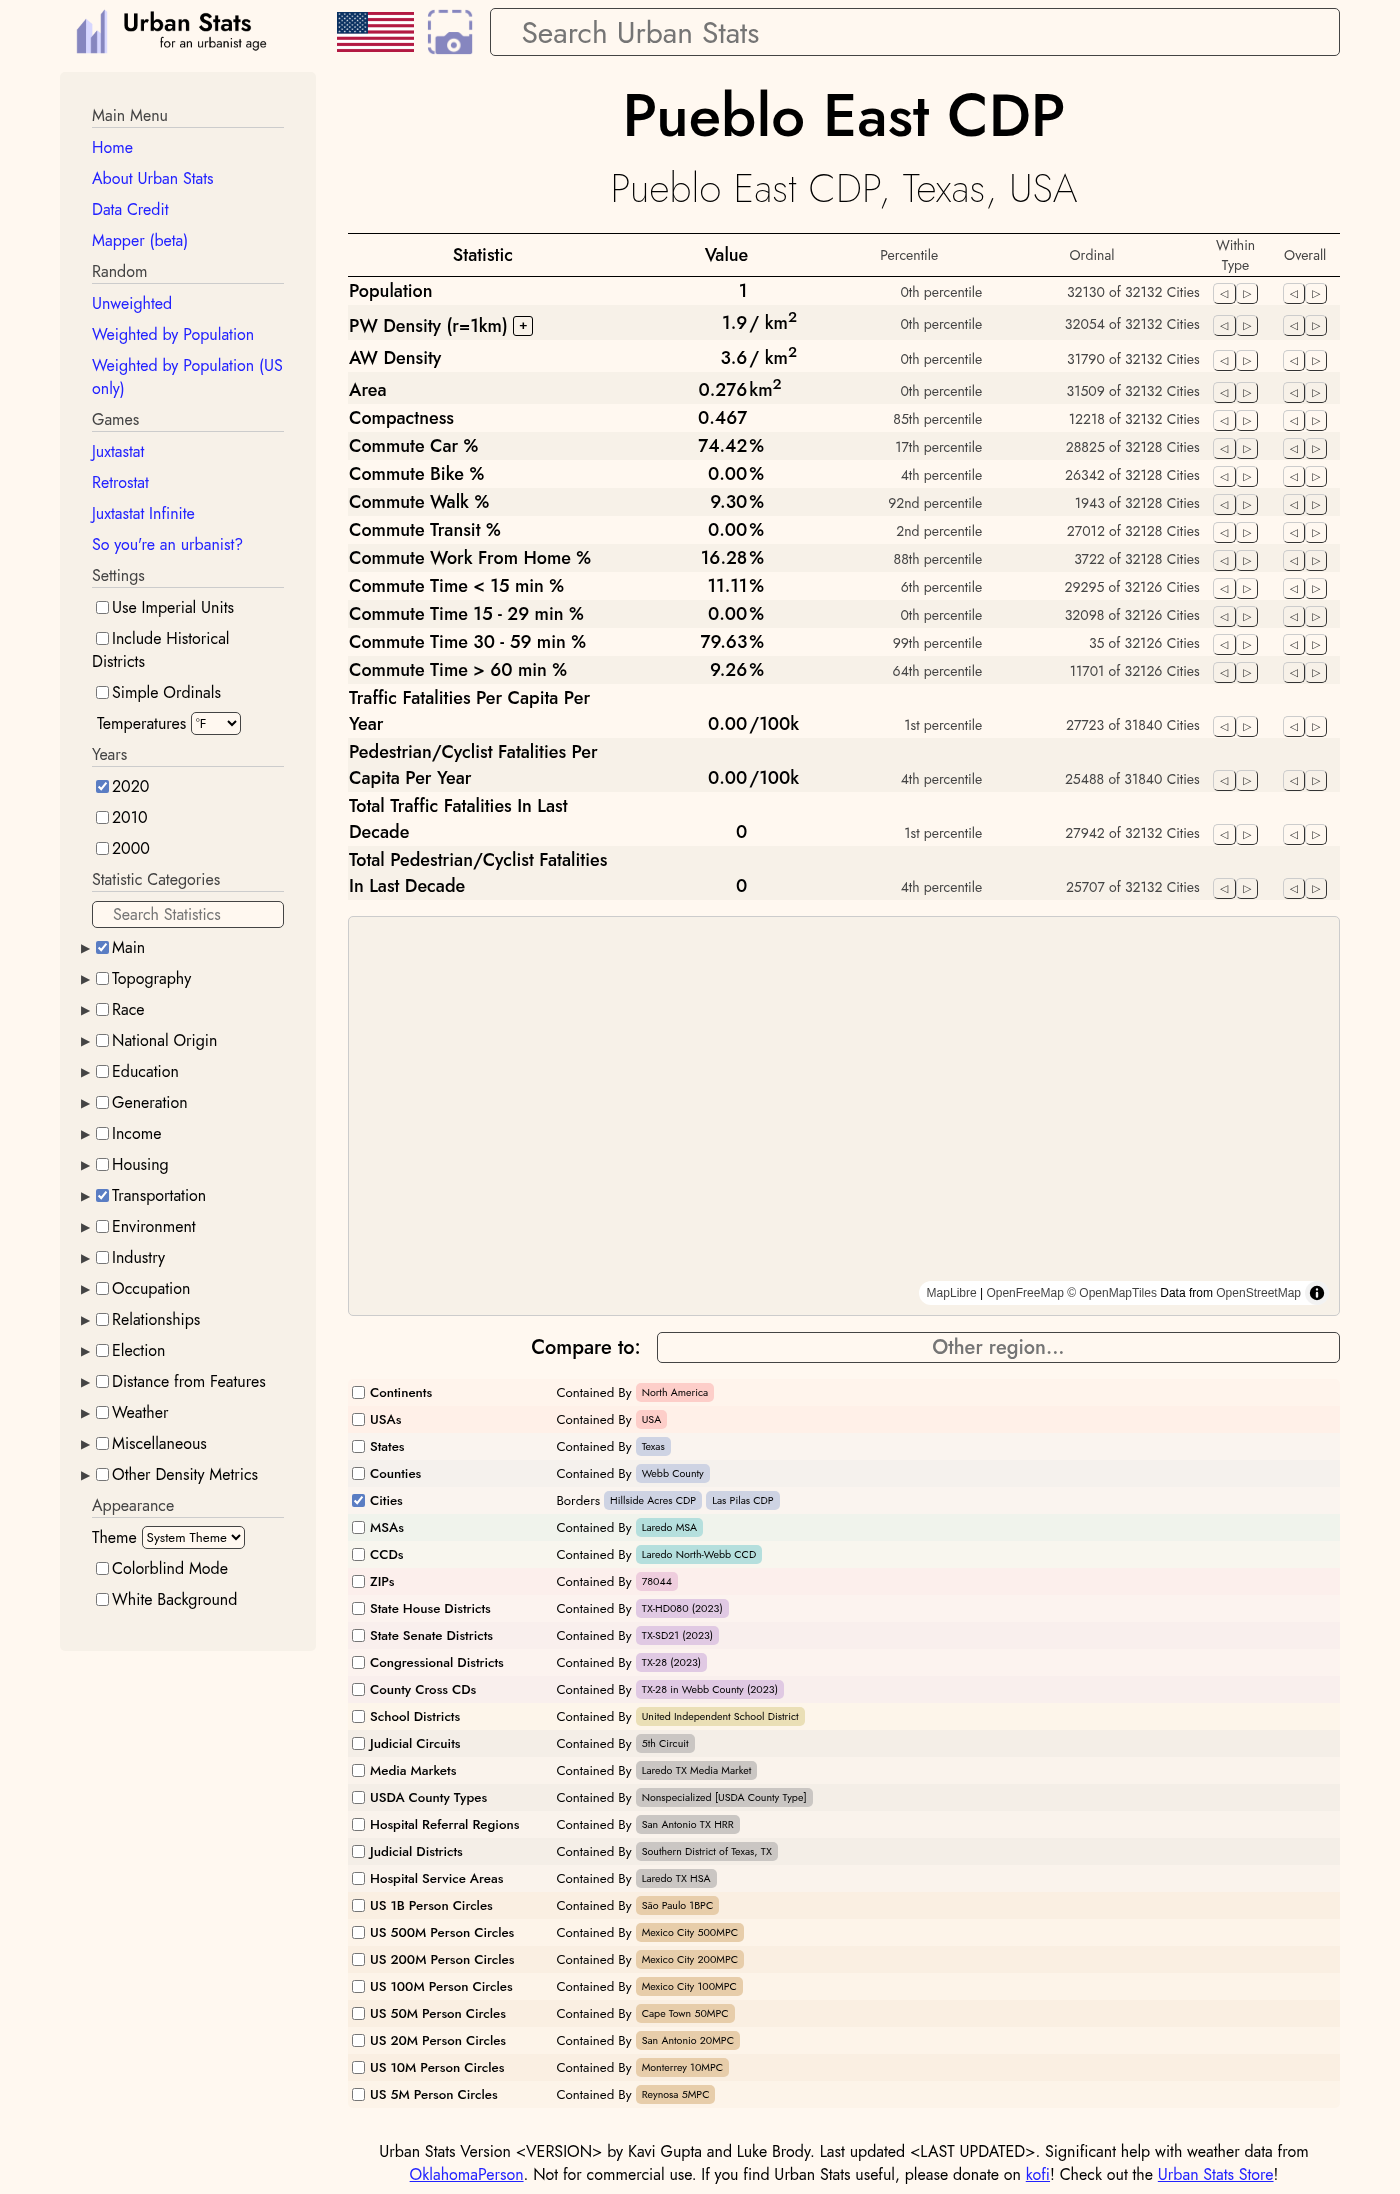 Urban Stats
for an urbanist age
Search Urban Stats
Main Menu
Home
About Urban Stats
Data Credit
Mapper (beta)
Random
Unweighted
Weighted by Population
Weighted by Population (US
only)
Games
Juxtastat
Retrostat
Juxtastat Infinite
So you're an urbanist?
Settings
Use Imperial Units
Include Historical
Districts
Simple Ordinals
Temperatures °F
Years
2020
2010
2000
Statistic Categories
Search Statistics
Main
Topography
Race
National Origin
Education
Generation
Income
Housing
Transportation
Environment
Industry
Occupation
Relationships
Election
Distance from Features
Weather
Miscellaneous
Other Density Metrics
Appearance
Theme System Theme
Colorblind Mode
White Background
Pueblo East CDP
Pueblo East CDP, Texas, USA
Statistic Value Percentile Ordinal Within Type Overall
Population 1 0th percentile 32130 of 32132 Cities
PW Density (r=1km) + 1.9 / km² 0th percentile 32054 of 32132 Cities
AW Density 3.6 / km² 0th percentile 31790 of 32132 Cities
Area 0.276 km² 0th percentile 31509 of 32132 Cities
Compactness 0.467 85th percentile 12218 of 32132 Cities
Commute Car % 74.42% 17th percentile 28825 of 32128 Cities
Commute Bike % 0.00% 4th percentile 26342 of 32128 Cities
Commute Walk % 9.30% 92nd percentile 1943 of 32128 Cities
Commute Transit % 0.00% 2nd percentile 27012 of 32128 Cities
Commute Work From Home % 16.28% 88th percentile 3722 of 32128 Cities
Commute Time < 15 min % 11.11% 6th percentile 29295 of 32126 Cities
Commute Time 15 - 29 min % 0.00% 0th percentile 32098 of 32126 Cities
Commute Time 30 - 59 min % 79.63% 99th percentile 35 of 32126 Cities
Commute Time > 60 min % 9.26% 64th percentile 11701 of 32126 Cities
Traffic Fatalities Per Capita Per
Year 0.00/100k 1st percentile 27723 of 31840 Cities
Pedestrian/Cyclist Fatalities Per
Capita Per Year 0.00/100k 4th percentile 25488 of 31840 Cities
Total Traffic Fatalities In Last
Decade 0 1st percentile 27942 of 32132 Cities
Total Pedestrian/Cyclist Fatalities
In Last Decade 0 4th percentile 25707 of 32132 Cities
MapLibre | OpenFreeMap © OpenMapTiles Data from OpenStreetMap
Compare to: Other region...
Continents Contained By North America
USAs Contained By USA
States Contained By Texas
Counties Contained By Webb County
Cities Borders Hillside Acres CDP Las Pilas CDP
MSAs Contained By Laredo MSA
CCDs Contained By Laredo North-Webb CCD
ZIPs Contained By 78044
State House Districts Contained By TX-HD080 (2023)
State Senate Districts Contained By TX-SD21 (2023)
Congressional Districts Contained By TX-28 (2023)
County Cross CDs Contained By TX-28 in Webb County (2023)
School Districts Contained By United Independent School District
Judicial Circuits Contained By 5th Circuit
Media Markets Contained By Laredo TX Media Market
USDA County Types Contained By Nonspecialized [USDA County Type]
Hospital Referral Regions Contained By San Antonio TX HRR
Judicial Districts Contained By Southern District of Texas, TX
Hospital Service Areas Contained By Laredo TX HSA
US 1B Person Circles Contained By São Paulo 1BPC
US 500M Person Circles Contained By Mexico City 500MPC
US 200M Person Circles Contained By Mexico City 200MPC
US 100M Person Circles Contained By Mexico City 100MPC
US 50M Person Circles Contained By Cape Town 50MPC
US 20M Person Circles Contained By San Antonio 20MPC
US 10M Person Circles Contained By Monterrey 10MPC
US 5M Person Circles Contained By Reynosa 5MPC
Urban Stats Version <VERSION> by Kavi Gupta and Luke Brody. Last updated <LAST UPDATED>. Significant help with weather data from
OklahomaPerson. Not for commercial use. If you find Urban Stats useful, please donate on kofi! Check out the Urban Stats Store!